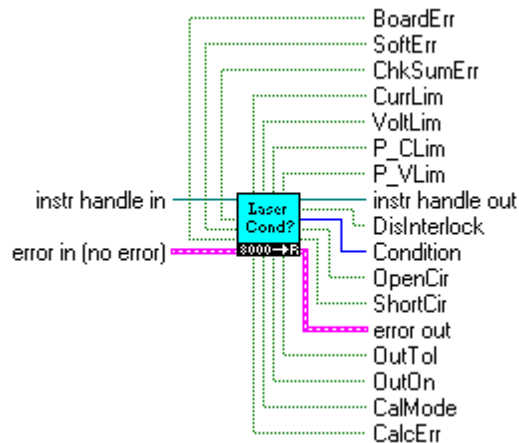 BoardErr
SoftErr
ChkSumErr
CurrLim
VoltLim
P_CLim
P_VLim
instr handle in
instr handle out
Laser
Cond?
DisInterlock
error in (no error)
8000→R
Condition
OpenCir
ShortCir
error out
OutTol
OutOn
CalMode
CalcErr